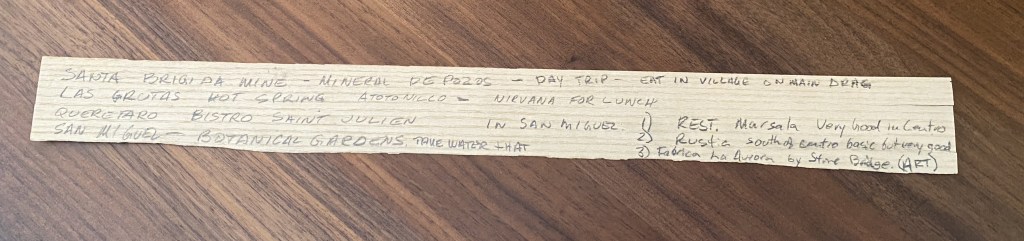 SANTA BRIGIDA MINE - MINERAL DE POZOS - DAY TRIP - EAT IN VILLAGE ON MAIN DRAG
LAS GRUTAS HOT SPRING ATOTONILCO - NIRVANA FOR LUNCH
QUERETARO BISTRO SAINT JULIEN
SAN MIGUEL - BOTANICAL GARDENS, TAKE WATER + HAT
IN SAN MIGUEL. 1) REST. Marsala Very Good in Centro
2) Rustic south of centro basic but very good
3) Fabrica La Aurora by Stone Bridge. (ART)